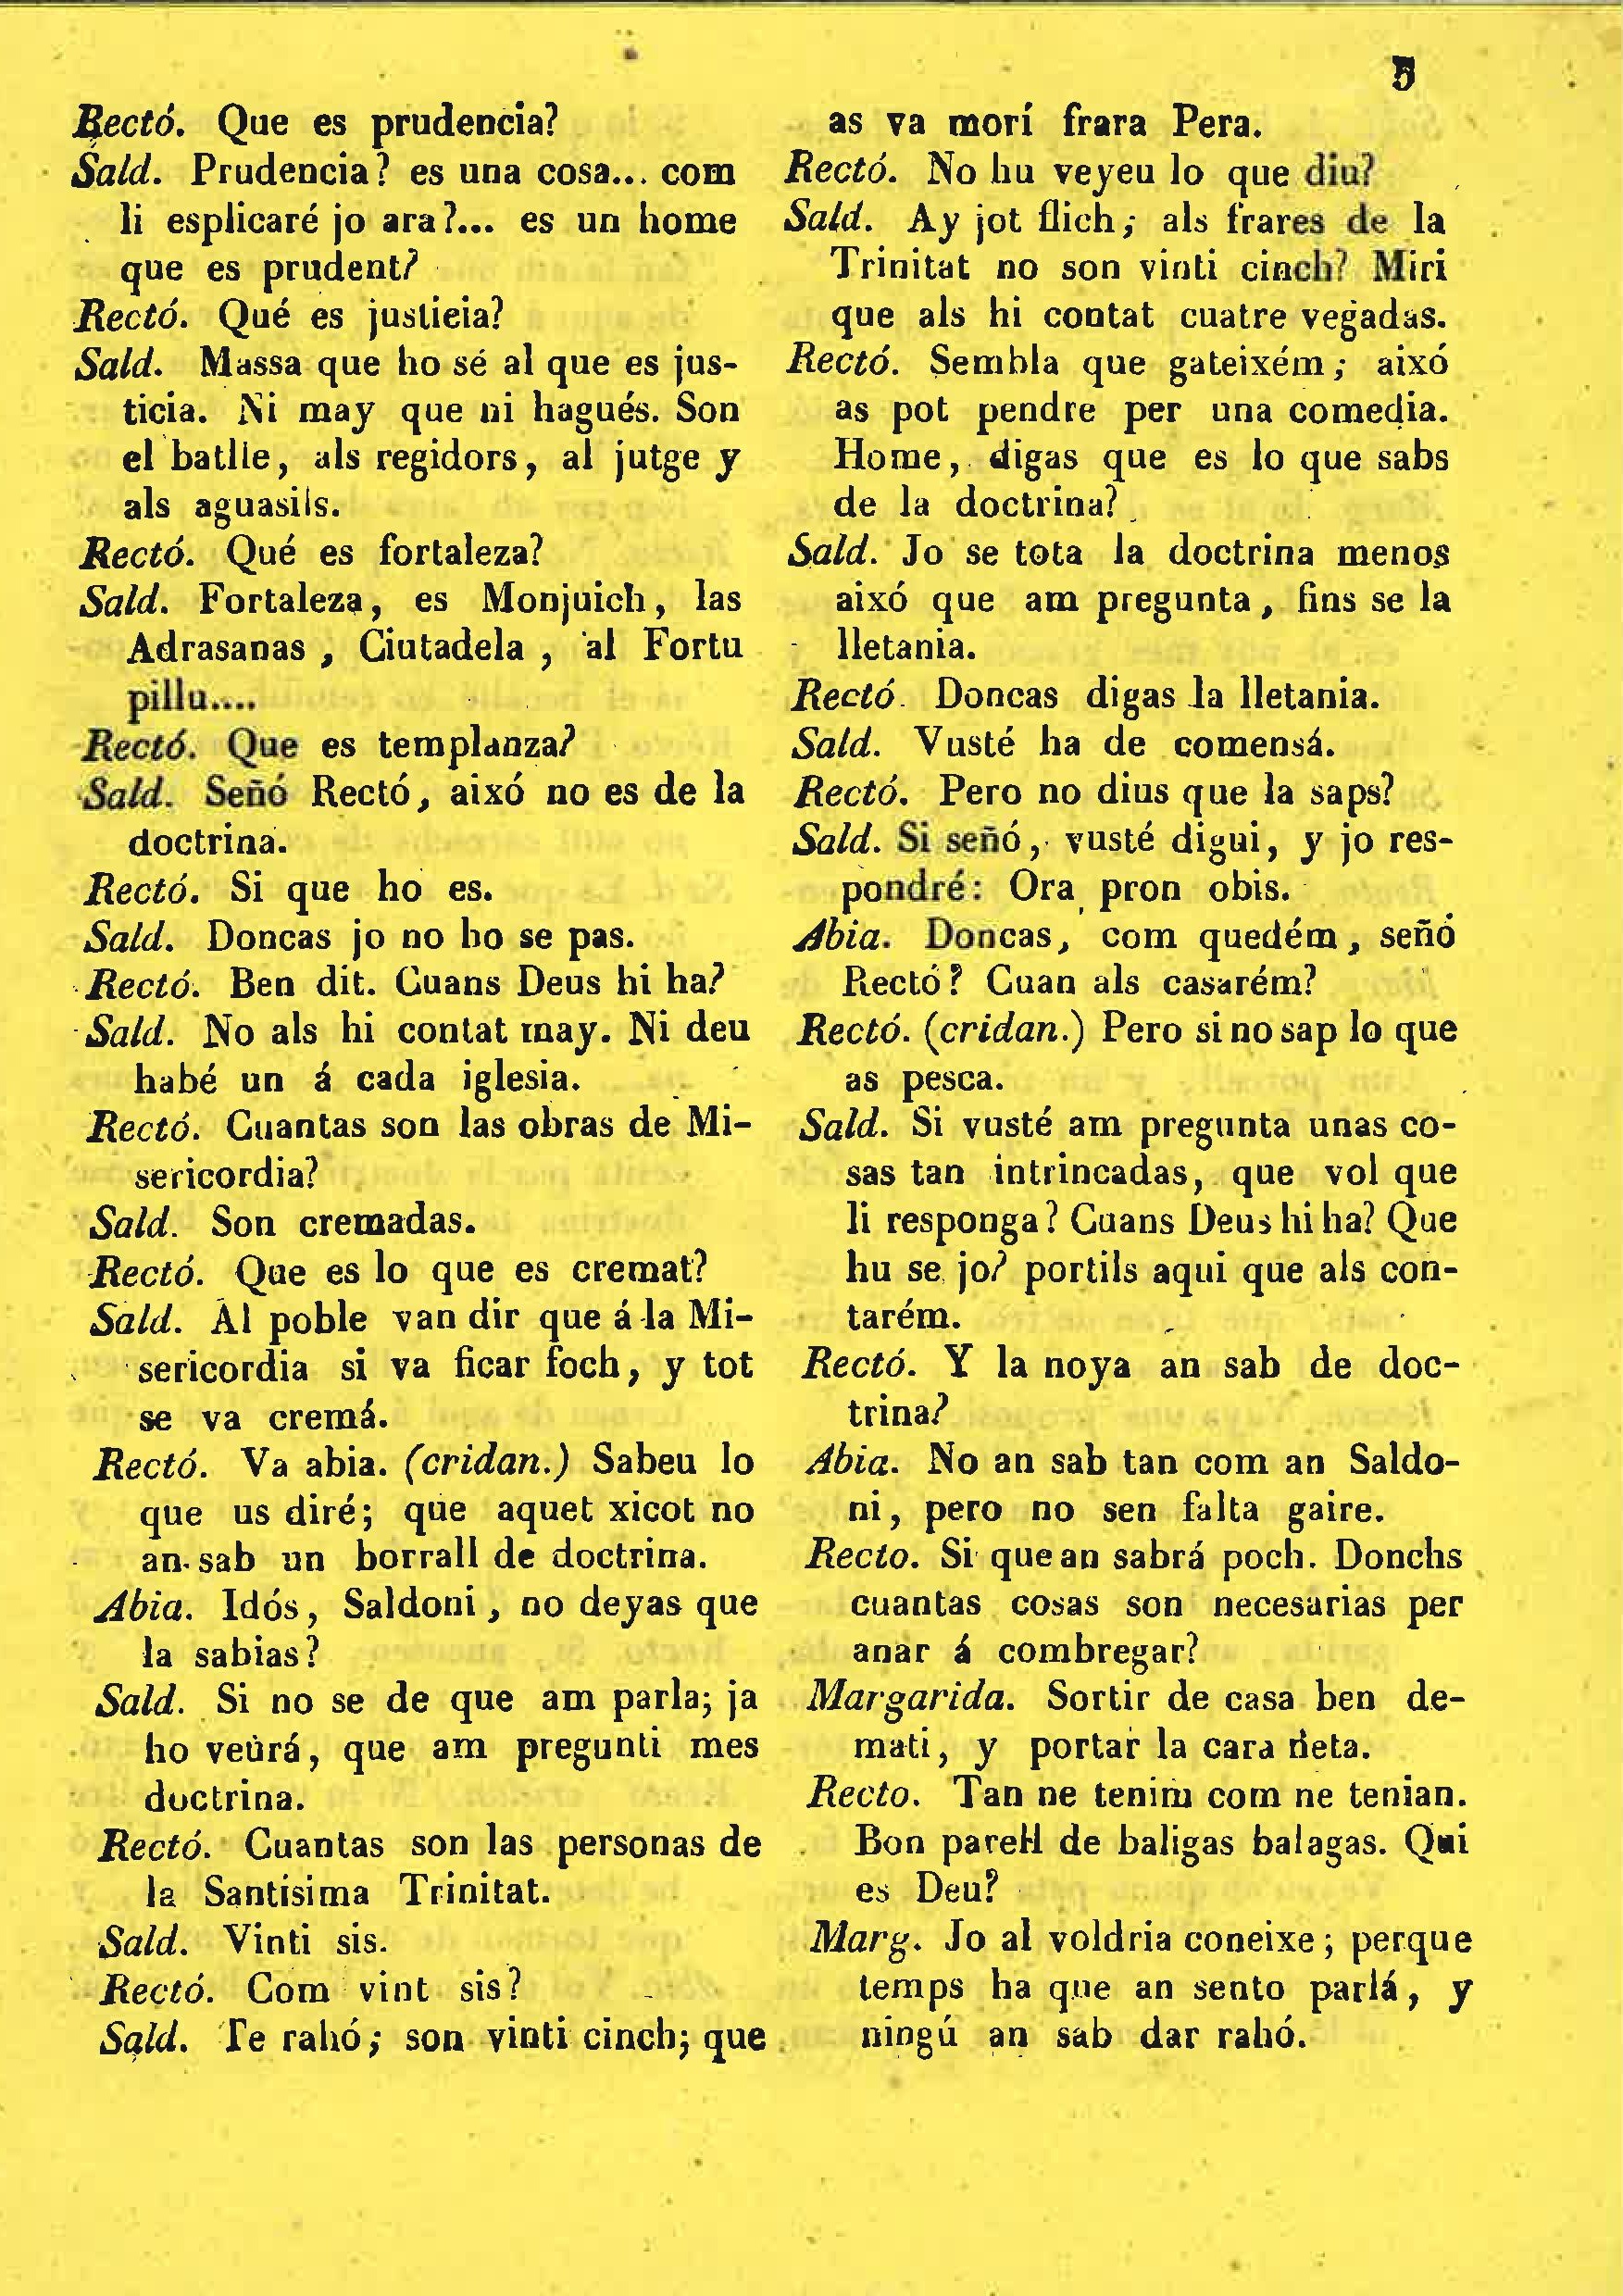 5
Rectó. Que es prudencia?
Sald. Prudencia? es una cosa... com
li esplicaré jo ara?... es un home
que es prudent?
Rectó. Qué es justicia?
Sald. Massa que ho sé al que es jus-
ticia. Ni may que ni hagués. Son
el batlle, als regidors, al jutge y
als aguasils.
Rectó. Qué es fortaleza?
Sald. Fortaleza, es Monjuich, las
Adrasanas, Ciutadela, al Fortu
pillu....
Rectó. Que es templanza?
Sald. Señó Rectó, aixó no es de la
doctrina.
Rectó. Si que ho es.
Sald. Doncas jo no ho se pas.
Rectó. Ben dit. Cuans Deus hi ha?
Sald. No als hi contat may. Ni deu
habé un á cada iglesia.
Rectó. Cuantas son las obras de Mi-
sericordia?
Sald. Son cremadas.
Rectó. Que es lo que es cremat?
Sald. Al poble van dir que á la Mi-
sericordia si va ficar foch, y tot
se va cremá.
Rectó. Va abia. (cridan.) Sabeu lo
que us diré; que aquet xicot no
an sab un borrall de doctrina.
Abia. Idós, Saldoni, no deyas que
la sabias?
Sald. Si no se de que am parla; ja
ho veurá, que am pregunti mes
doctrina.
Rectó. Cuantas son las personas de
la Santisima Trinitat.
Sald. Vinti sis.
Rectó. Com vint sis?
Sald. Te rahó; son vinti cinch; que
as va morí frara Pera.
Rectó. No hu veyeu lo que diu?
Sald. Ay jot flich; als frares de la
Trinitat no son vinti cinch? Miri
que als hi contat cuatre vegadas.
Rectó. Sembla que gateixém; aixó
as pot pendre per una comedia.
Home, digas que es lo que sabs
de la doctrina?
Sald. Jo se tota la doctrina menos
aixó que am pregunta, fins se la
lletania.
Rectó. Doncas digas la lletania.
Sald. Vusté ha de comensá.
Rectó. Pero no dius que la saps?
Sald. Si señó, vusté digui, y jo res-
pondré: Ora pron obis.
Abia. Doncas, com quedém, señó
Rectó? Cuan als casarém?
Rectó. (cridan.) Pero si no sap lo que
as pesca.
Sald. Si vusté am pregunta unas co-
sas tan intrincadas, que vol que
li responga? Cuans Deus hi ha? Que
hu se jo? portils aqui que als con-
tarém.
Rectó. Y la noya an sab de doc-
trina?
Abia. No an sab tan com an Saldo-
ni, pero no sen falta gaire.
Recto. Si que an sabrá poch. Donchs
cuantas cosas son necesarias per
anar á combregar?
Margarida. Sortir de casa ben de-
mati, y portar la cara neta.
Recto. Tan ne tenim com ne tenian.
Bon parell de baligas balagas. Qui
es Deu?
Marg. Jo al voldria coneixe; perque
temps ha que an sento parlá, y
ningú an sab dar rahó.